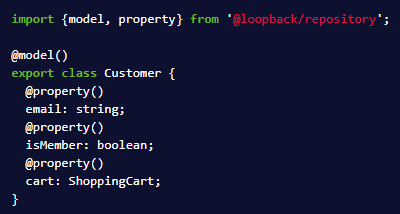 import {model, property} from '@loopback/repository';
@model()
export class Customer {
@property()
email: string;
@property()
isMember: boolean;
@property()
cart: ShoppingCart;
}